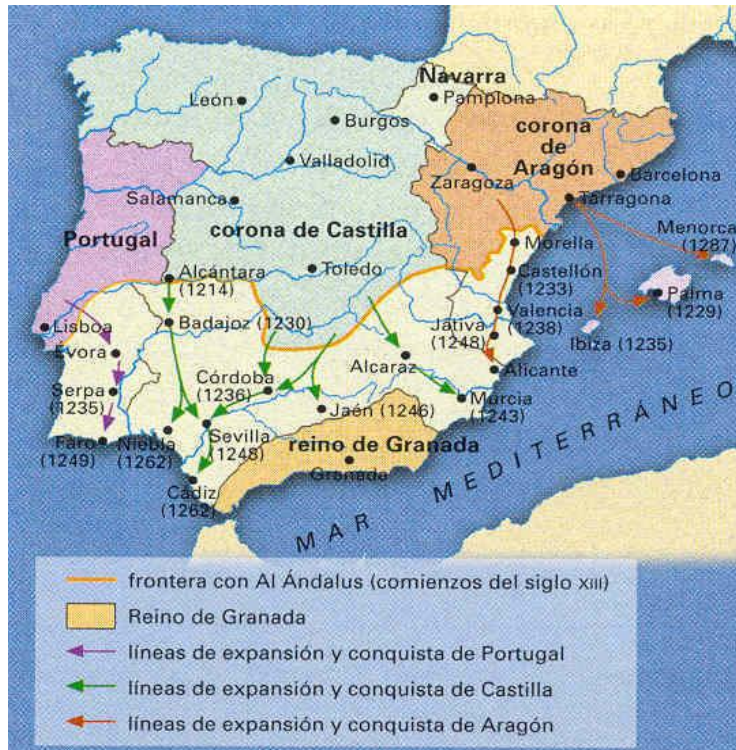 Navarra
León
Pamplona
Burgos
corona
de
Aragón
Valladolid
Zaragoza
Barcelona
Salamanca
Tarragona
Portugal
corona de Castilla
Menorca
(1287)
Morella
Alcántara
(1214)
Toledo
Castellón
(1233)
Palma
(1229)
Lisboa
Badajoz (1230)
Valencia
(1238)
Játiva
(1248)
Ibiza (1235)
Evora
Alcaraz
Alicante
Serpa
(1235)
Córdoba
(1236)
Jaén (1246)
Murcia
(1243)
Faro
(1249)
Niebla
(1262)
Sevilla
(1248)
reino de Granada
Granada
Cádiz
(1262)
MAR MEDITERRÁNEO
frontera con Al Ándalus (comienzos del siglo XIII)
Reino de Granada
líneas de expansión y conquista de Portugal
líneas de expansión y conquista de Castilla
líneas de expansión y conquista de Aragón